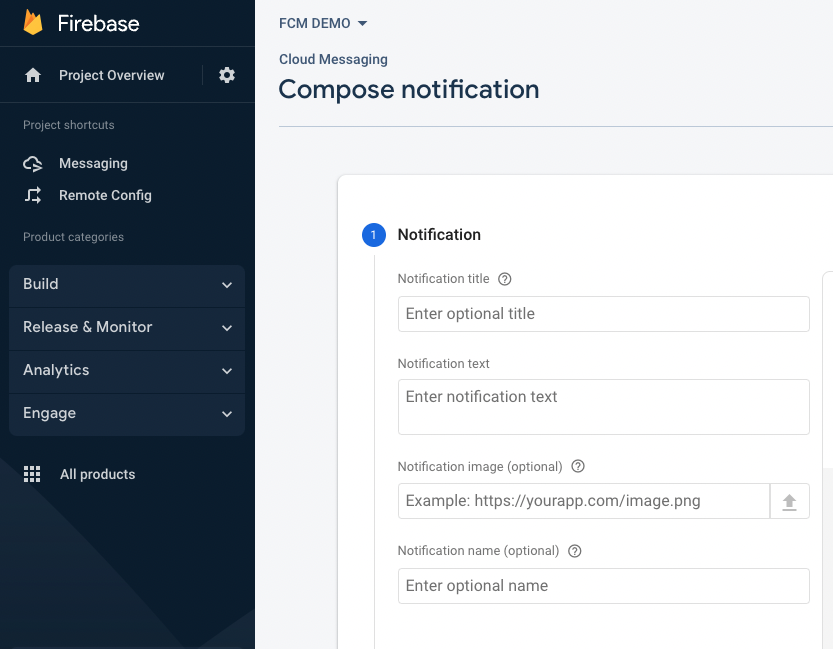 Firebase
Project Overview
Project shortcuts
Messaging
Remote Config
Product categories
Build
Release & Monitor
Analytics
Engage
All products
FCM DEMO
Cloud Messaging
Compose notification
1 Notification
Notification title
Enter optional title
Notification text
Enter notification text
Notification image (optional)
Example: https://yourapp.com/image.png
Notification name (optional)
Enter optional name